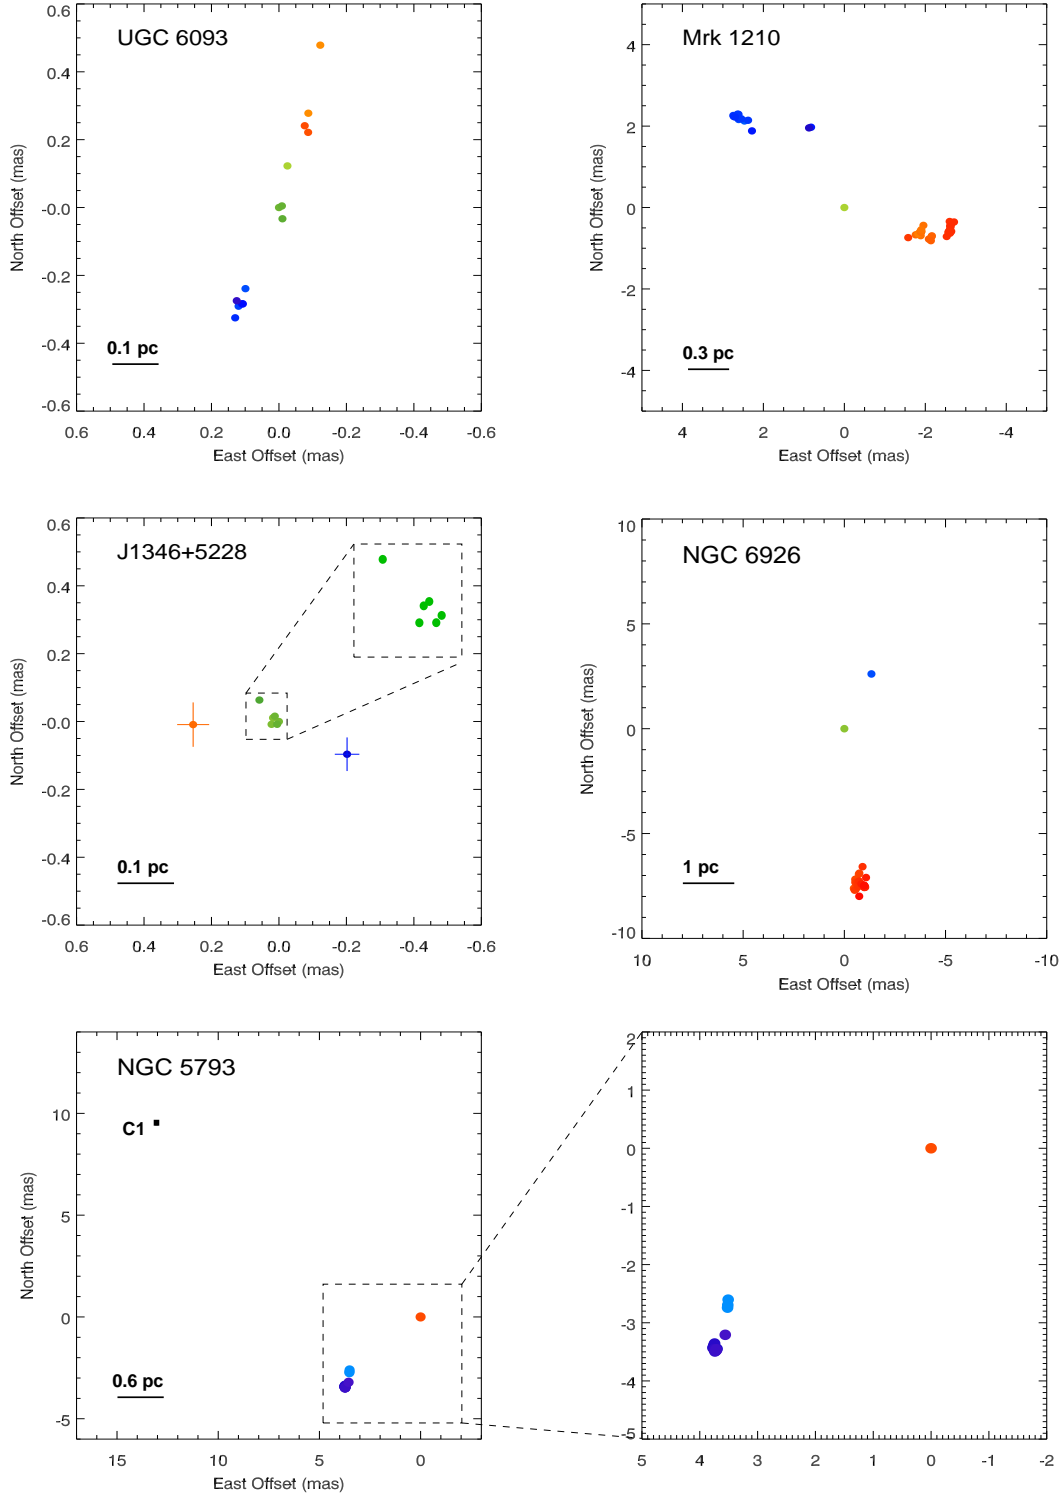 UGC 6093
0.6
0.4
0.2
-0.0
-0.2
-0.4
-0.6
North Offset (mas)
0.1 pc
0.6 0.4 0.2 0.0 -0.2 -0.4 -0.6
East Offset (mas)
Mrk 1210
4
2
0
-2
-4
North Offset (mas)
0.3 pc
4 2 0 -2 -4
East Offset (mas)
J1346+5228
0.6
0.4
0.2
-0.0
-0.2
-0.4
-0.6
North Offset (mas)
0.1 pc
0.6 0.4 0.2 0.0 -0.2 -0.4 -0.6
East Offset (mas)
NGC 6926
10
5
0
-5
-10
North Offset (mas)
1 pc
10 5 0 -5 -10
East Offset (mas)
NGC 5793
10
5
0
-5
North Offset (mas)
C1
0.6 pc
15 10 5 0
East Offset (mas)
2
1
0
-1
-2
-3
-4
-5
5 4 3 2 1 0 -1 -2